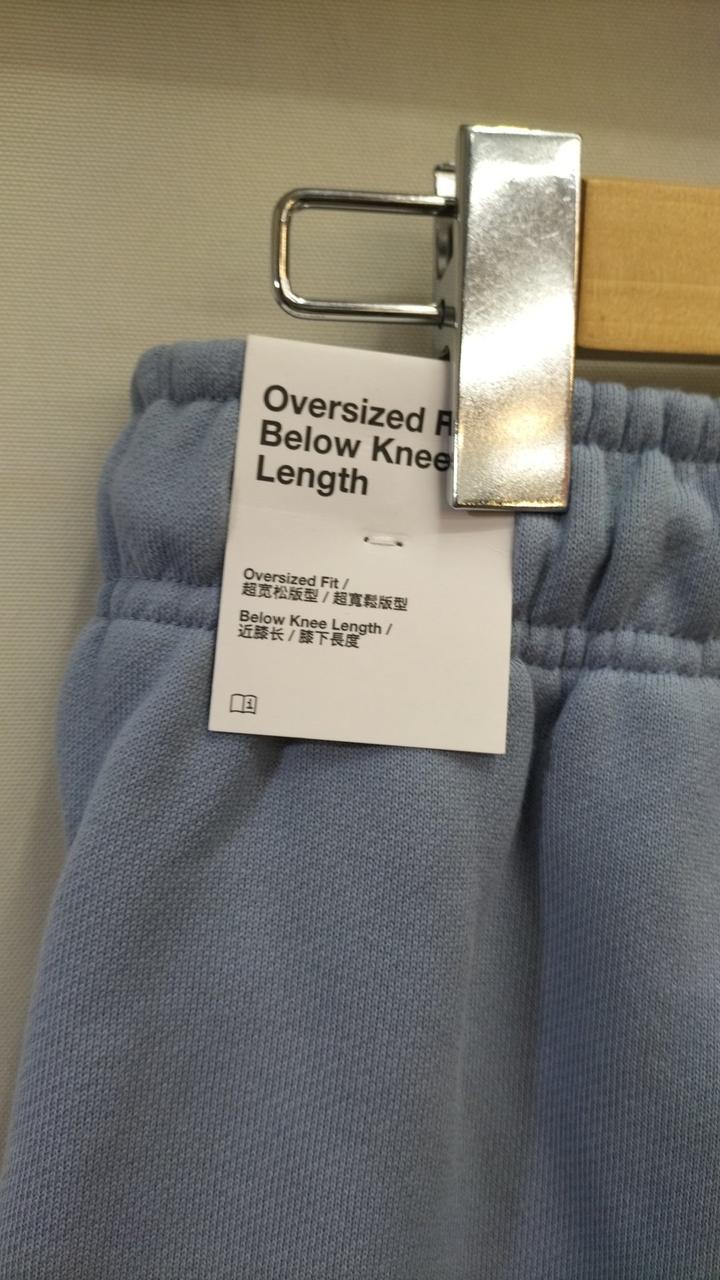 Oversized
Below Knee
Length
Oversized Fit /
超宽松版型 / 超寬鬆版型
Below Knee Length /
近膝长 / 膝下長度